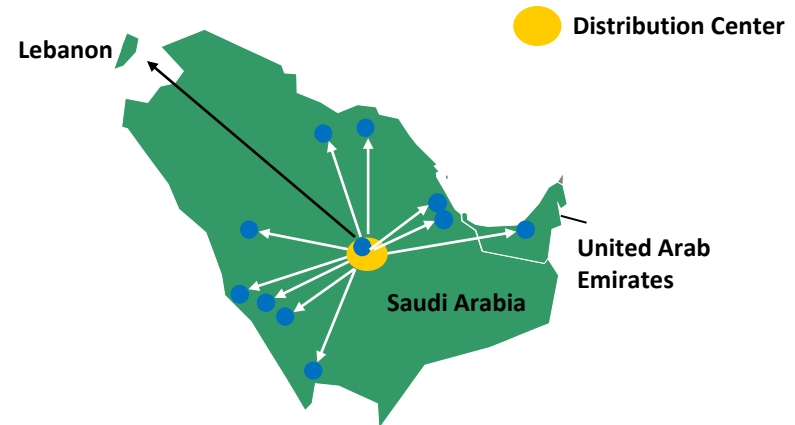 Distribution Center
Lebanon
United Arab
Emirates
Saudi Arabia